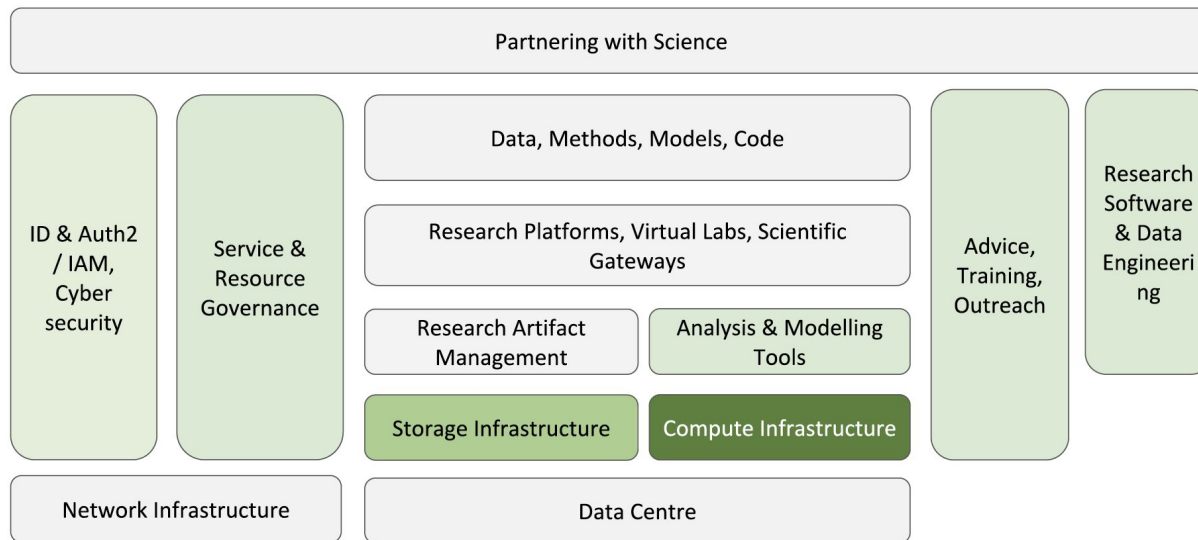 Partnering with Science
ID & Auth2
/ IAM,
Cyber
security
Service &
Resource
Governance
Data, Methods, Models, Code
Research Platforms, Virtual Labs, Scientific
Gateways
Research Artifact
Management
Analysis & Modelling
Tools
Storage Infrastructure
Compute Infrastructure
Advice,
Training,
Outreach
Research
Software
& Data
Engineeri
ng
Network Infrastructure
Data Centre